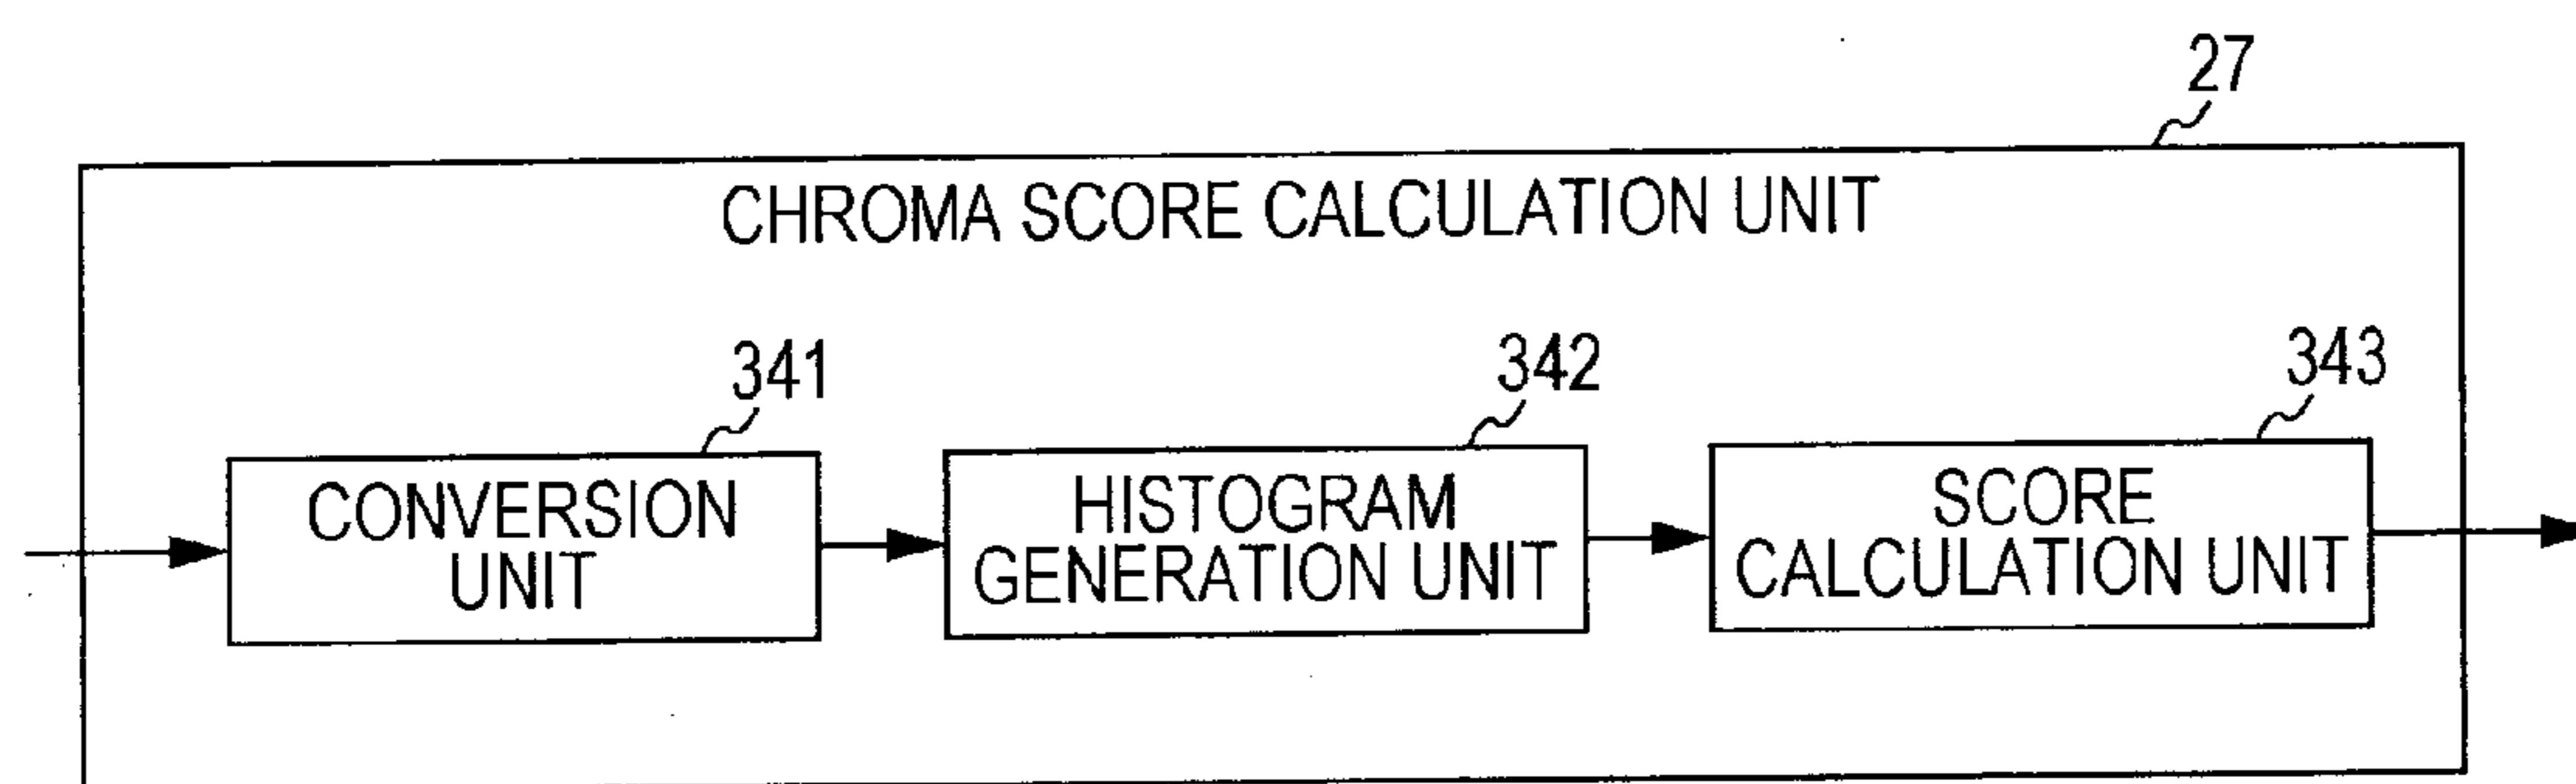 27
CHROMA SCORE CALCULATION UNIT
341
342
343
CONVERSION
UNIT
HISTOGRAM
GENERATION UNIT
SCORE
CALCULATION UNIT